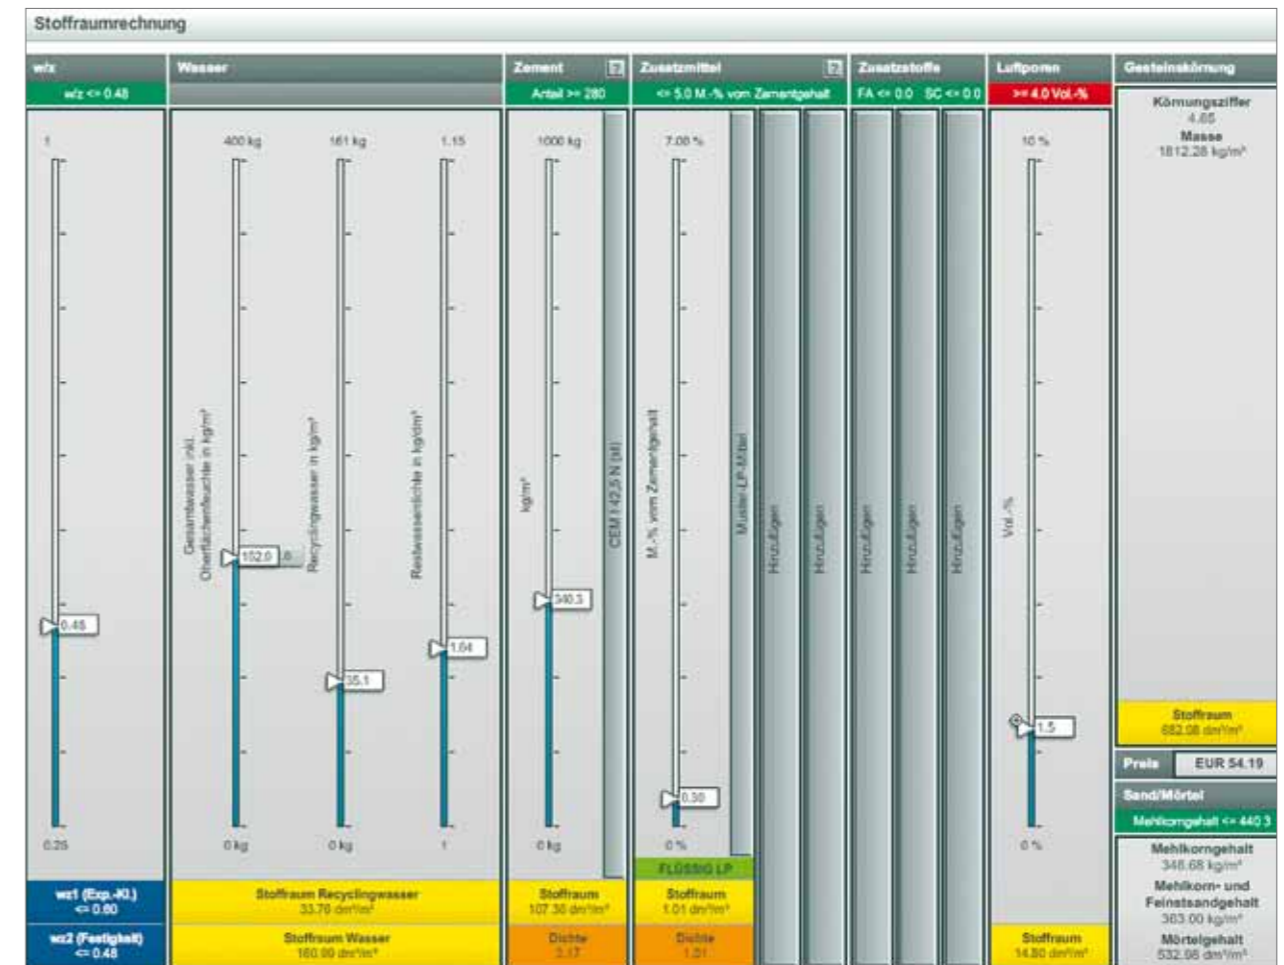 Stoffraumrechnung
w/z
w/z <= 0.48
1
0.48
0.25
wz1 (Exp.-Kl.)
<= 0.60
wz2 (Festigkeit)
<= 0.48
Wasser
400 kg
161 kg
1.15
Gesamtwasser inkl.
Oberflächenfeuchte in kg/m³
Recyclingwasser in kg/m³
Restwasserdichte in kg/dm³
35.1
0 kg
0 kg
1
Stoffraum Recyclingwasser
33.76 dm³/m³
Stoffraum Wasser
160.99 dm³/m³
Zement
?
Anteil >= 280
1000 kg
kg/m³
340.3
CEM I 42,5 N (st)
0 kg
Stoffraum
107.36 dm³/m³
Dichte
3.17
Zusatzmittel
?
<= 5.0 M.-% vom Zementgehalt
7.00 %
M.-% vom Zementgehalt
0.30
Muster-LP-Mittel
Hinzufügen
Hinzufügen
0 %
FLÜSSIG LP
Stoffraum
1.01 dm³/m³
Dichte
1.01
Zusatzstoffe
FA <= 0.0 SC <= 0.0
Hinzufügen
Hinzufügen
Hinzufügen
Luftporen
>= 4.0 Vol.-%
10 %
Vol.-%
1.5
0 %
Stoffraum
14.80 dm³/m³
Gesteinskörnung
Körnungsziffer
4.65
Masse
1812.28 kg/m³
Stoffraum
682.98 dm³/m³
Preis
EUR 54.19
Sand/Mörtel
Mehlkorngehalt <= 440.3
Mehlkorngehalt
348.68 kg/m³
Mehlkorn- und
Feinstsandgehalt
363.00 kg/m³
Mörtelgehalt
532.98 dm³/m³